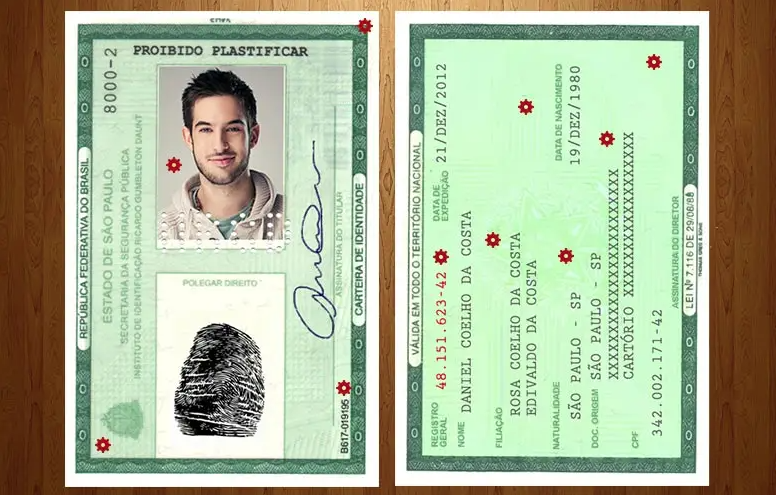 PROIBIDO PLASTIFICAR
8000-2
REPÚBLICA FEDERATIVA DO BRASIL
ESTADO DE SÃO PAULO
SECRETARIA DA SEGURANÇA PÚBLICA
INSTITUTO DE IDENTIFICAÇÃO RICARDO GUMBLETON DAUNT
POLEGAR DIREITO
ASSINATURA DO TITULAR
CARTEIRA DE IDENTIDADE
B617-019195
VÁLIDA EM TODO O TERRITÓRIO NACIONAL
REGISTRO GERAL 48.151.623-42 DATA DE EXPEDIÇÃO 21/DEZ/2012
NOME DANIEL COELHO DA COSTA
FILIAÇÃO ROSA COELHO DA COSTA
EDIVALDO DA COSTA
NATURALIDADE SÃO PAULO - SP DATA DE NASCIMENTO 19/DEZ/1980
DOC. ORIGEM SÃO PAULO - SP
XXXXXXXXXXXXXXXXXXXXXX
CARTÓRIO XXXXXXXXXXXXXXXXX
CPF 342.002.171-42
ASSINATURA DO DIRETOR
LEI Nº 7.116 DE 29/08/83